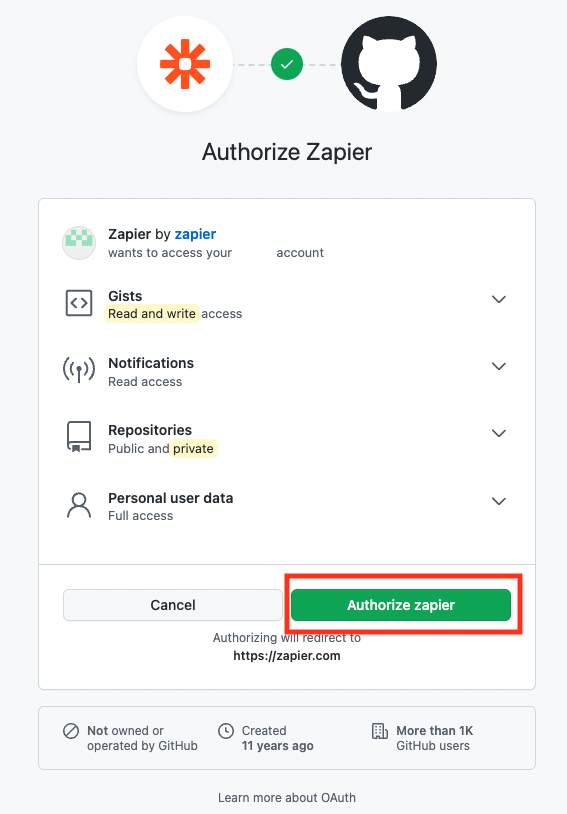 Authorize Zapier
Zapier by zapier
wants to access your account
Gists
Read and write access
Notifications
Read access
Repositories
Public and private
Personal user data
Full access
Cancel
Authorize zapier
Authorizing will redirect to
https://zapier.com
Not owned or
operated by GitHub
Created
11 years ago
More than 1K
GitHub users
Learn more about OAuth